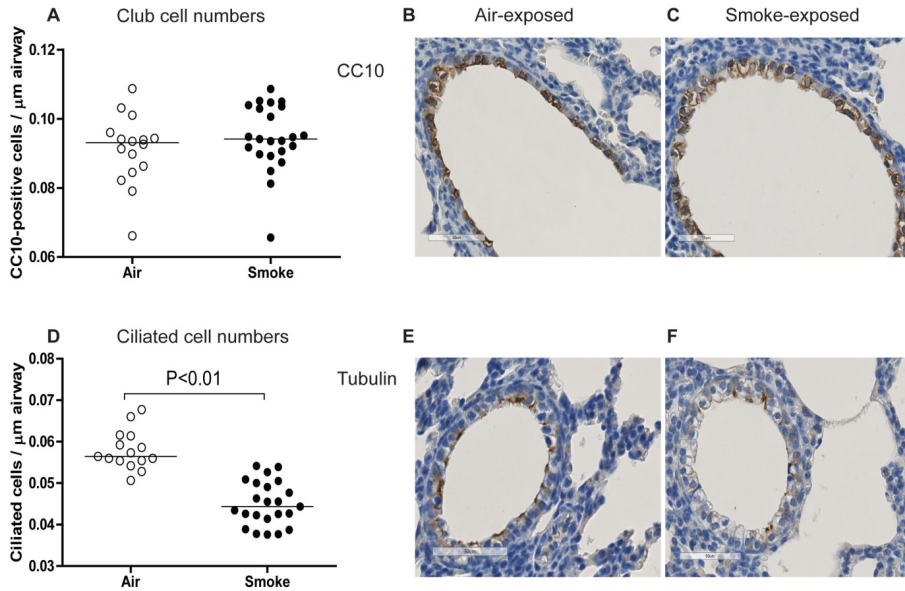 A Club cell numbers
B Air-exposed
C Smoke-exposed
CC10-positive cells / μm airway
0.12
0.10
0.08
0.06
Air Smoke
CC10
D Ciliated cell numbers
E
F
Ciliated cells / μm airway
0.08
0.07
0.06
0.05
0.04
0.03
P<0.01
Air Smoke
Tubulin